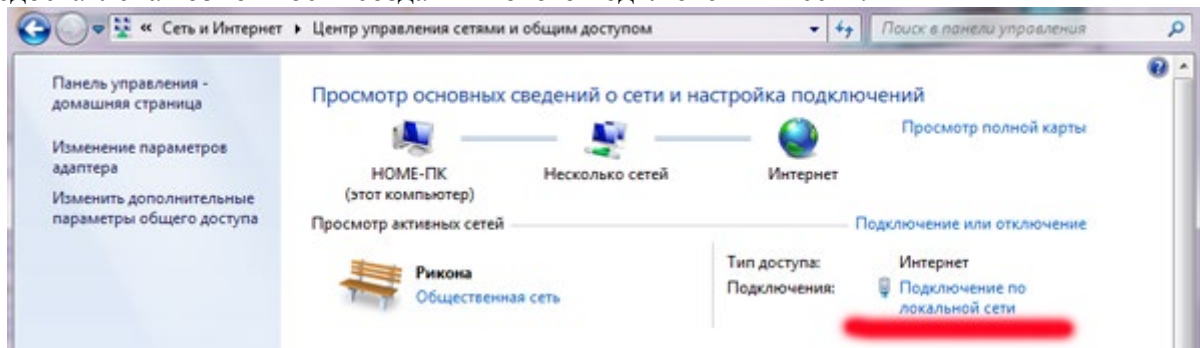 « Сеть и Интернет ▸ Центр управления сетями и общим доступом
Поиск в панели управления
Панель управления -
домашняя страница
Изменение параметров
адаптера
Изменить дополнительные
параметры общего доступа
Просмотр основных сведений о сети и настройка подключений
Просмотр полной карты
HOME-ПК
(этот компьютер)
Несколько сетей
Интернет
Просмотр активных сетей
Подключение или отключение
Рикона
Общественная сеть
Тип доступа: Интернет
Подключения: Подключение по
локальной сети